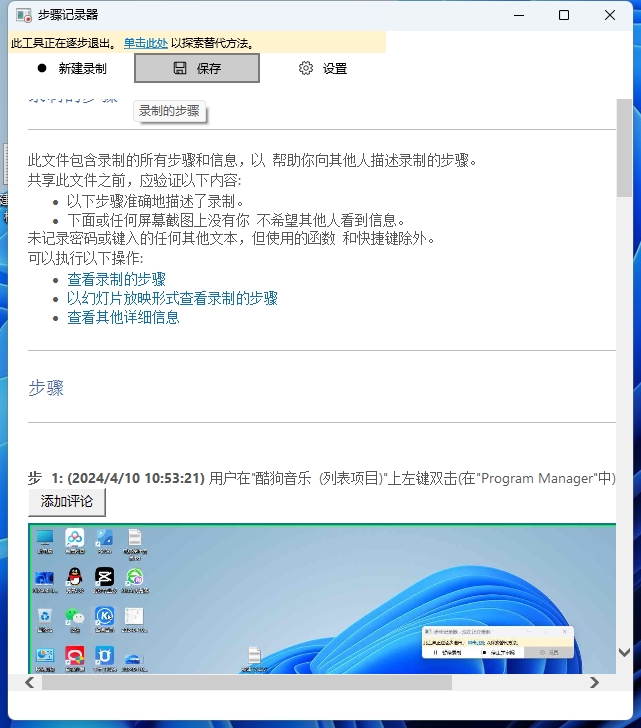 步骤记录器
此工具正在逐步退出。 单击此处 以探索替代方法。
新建录制 保存 设置
录制的步骤
录制的步骤
此文件包含录制的所有步骤和信息，以 帮助你向其他人描述录制的步骤。
共享此文件之前，应验证以下内容:
以下步骤准确地描述了录制。
下面或任何屏幕截图上没有你 不希望其他人看到信息。
未记录密码或键入的任何其他文本，但使用的函数 和快捷键除外。
可以执行以下操作:
查看录制的步骤
以幻灯片放映形式查看录制的步骤
查看其他详细信息
步骤
步 1: (2024/4/10 10:53:21) 用户在"酷狗音乐 (列表项目)"上左键双击(在"Program Manager"中)
添加评论